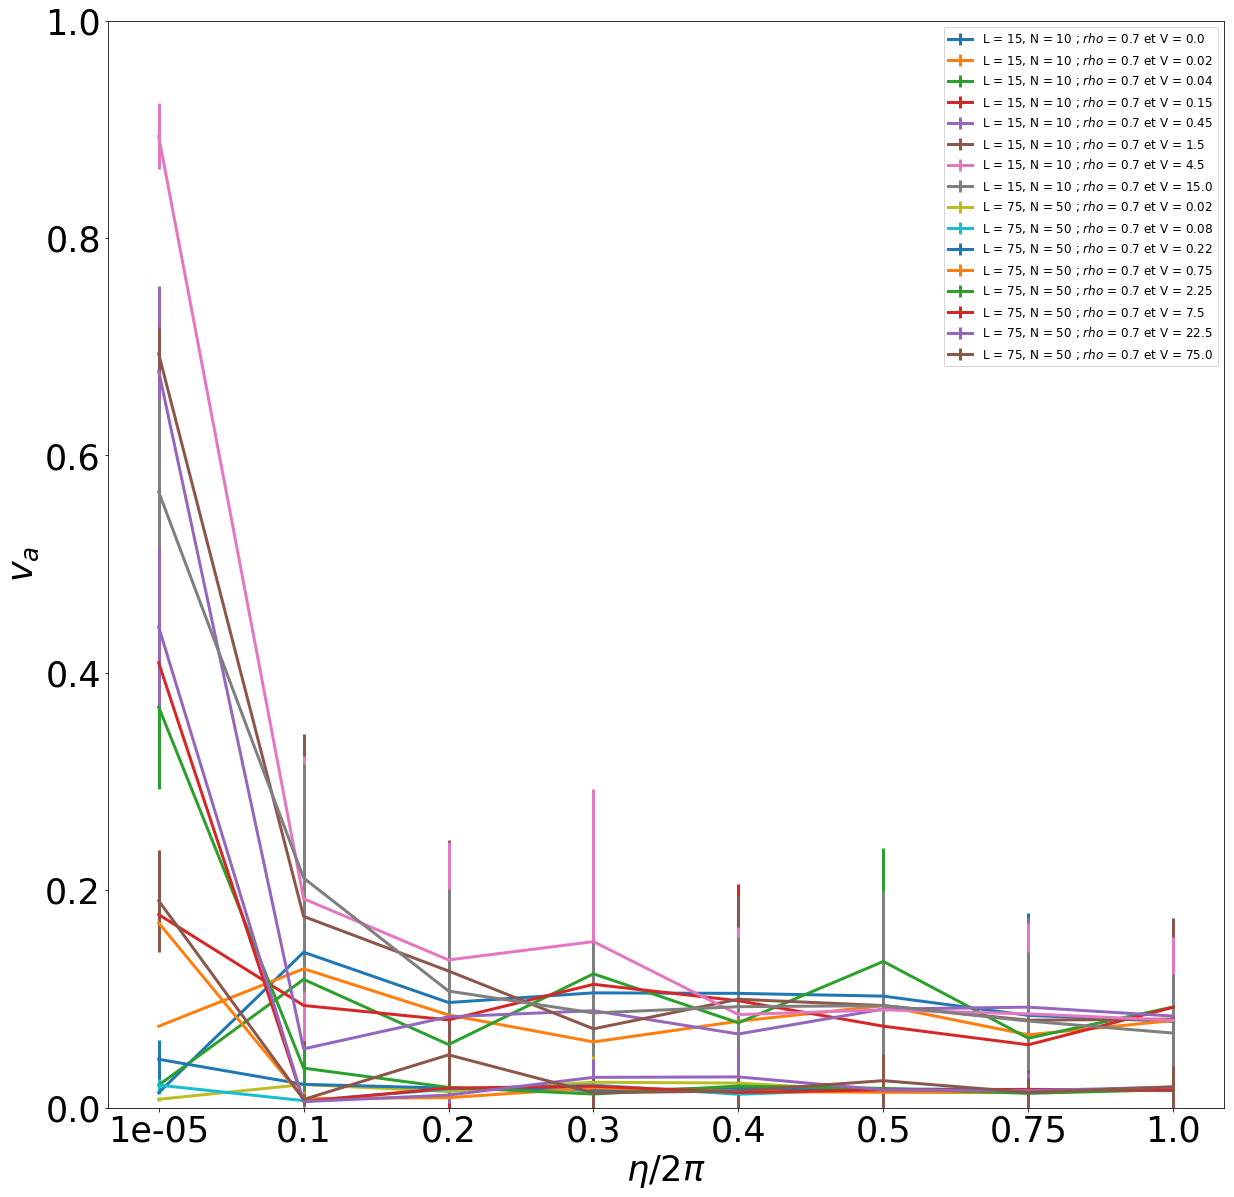 1.0
0.8
0.6
0.4
0.2
0.0
v_a
L = 15, N = 10 ; rho = 0.7 et V = 0.0
L = 15, N = 10 ; rho = 0.7 et V = 0.02
L = 15, N = 10 ; rho = 0.7 et V = 0.04
L = 15, N = 10 ; rho = 0.7 et V = 0.15
L = 15, N = 10 ; rho = 0.7 et V = 0.45
L = 15, N = 10 ; rho = 0.7 et V = 1.5
L = 15, N = 10 ; rho = 0.7 et V = 4.5
L = 15, N = 10 ; rho = 0.7 et V = 15.0
L = 75, N = 50 ; rho = 0.7 et V = 0.02
L = 75, N = 50 ; rho = 0.7 et V = 0.08
L = 75, N = 50 ; rho = 0.7 et V = 0.22
L = 75, N = 50 ; rho = 0.7 et V = 0.75
L = 75, N = 50 ; rho = 0.7 et V = 2.25
L = 75, N = 50 ; rho = 0.7 et V = 7.5
L = 75, N = 50 ; rho = 0.7 et V = 22.5
L = 75, N = 50 ; rho = 0.7 et V = 75.0
1e-05 0.1 0.2 0.3 0.4 0.5 0.75 1.0
η/2π